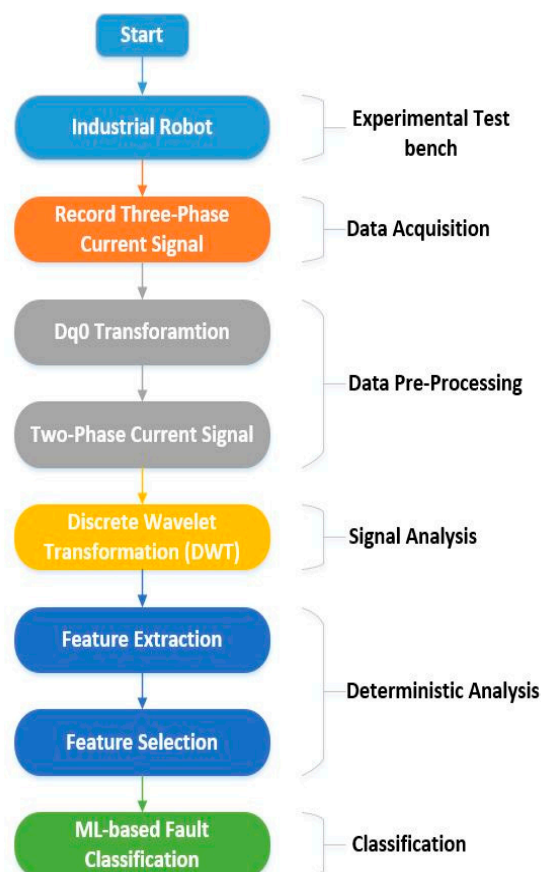 Start
Industrial Robot
Experimental Test
bench
Record Three-Phase
Current Signal
Data Acquisition
Dq0 Transforamtion
Data Pre-Processing
Two-Phase Current Signal
Discrete Wavelet
Transformation (DWT)
Signal Analysis
Feature Extraction
Deterministic Analysis
Feature Selection
ML-based Fault
Classification
Classification